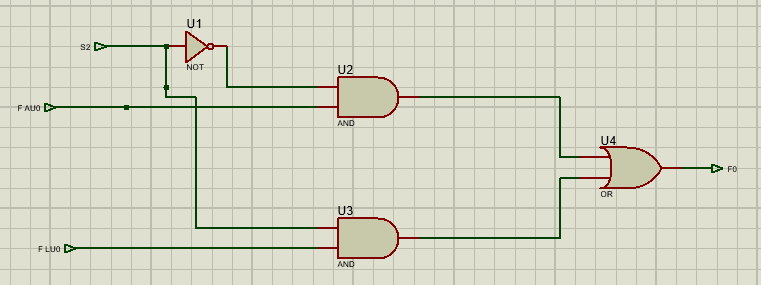 U1
S2
NOT
U2
F AU0
AND
U4
F0
OR
U3
F LU0
AND